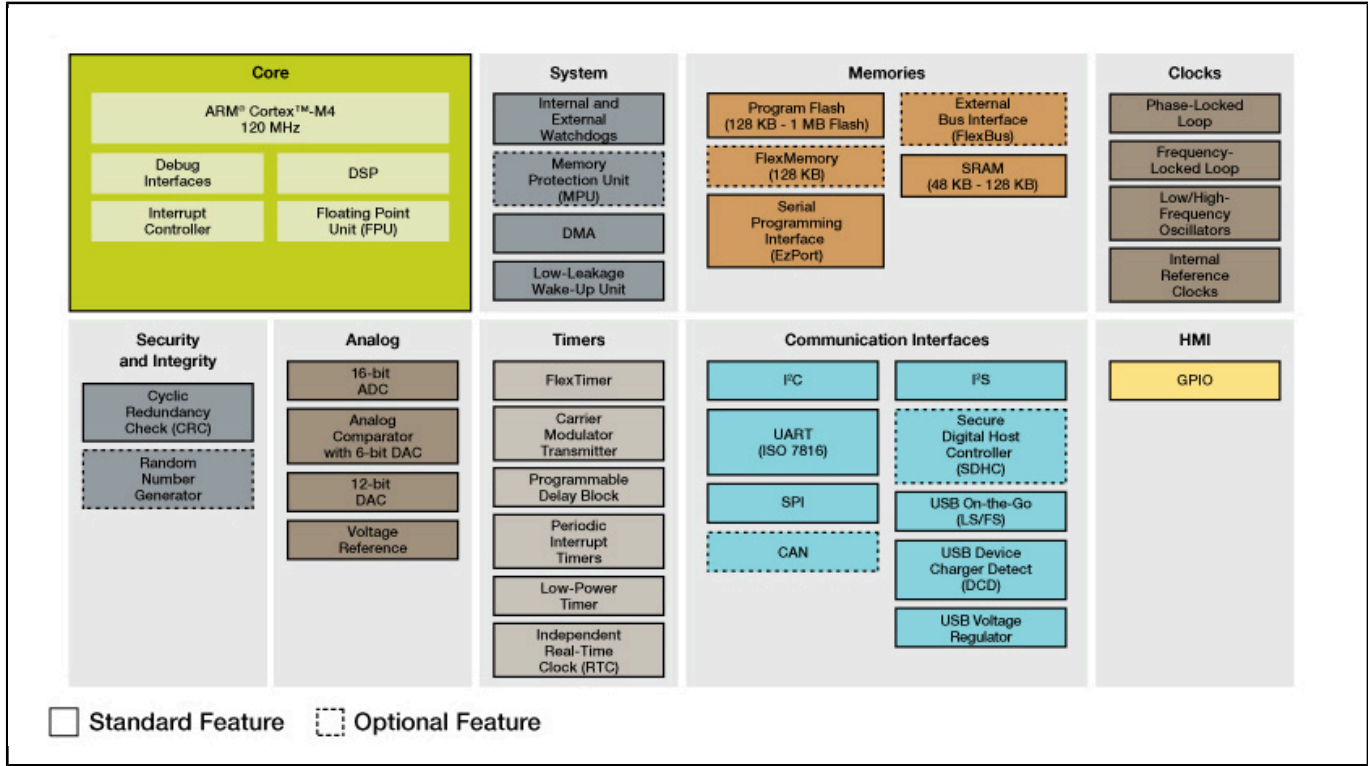 Core
ARM® Cortex™-M4
120 MHz
Debug
Interfaces
DSP
Interrupt
Controller
Floating Point
Unit (FPU)
System
Internal and
External
Watchdogs
Memory
Protection Unit
(MPU)
DMA
Low-Leakage
Wake-Up Unit
Memories
Program Flash
(128 KB - 1 MB Flash)
External
Bus Interface
(FlexBus)
FlexMemory
(128 KB)
SRAM
(48 KB - 128 KB)
Serial
Programming
Interface
(EzPort)
Clocks
Phase-Locked
Loop
Frequency-
Locked Loop
Low/High-
Frequency
Oscillators
Internal
Reference
Clocks
Security
and Integrity
Cyclic
Redundancy
Check (CRC)
Random
Number
Generator
Analog
16-bit
ADC
Analog
Comparator
with 6-bit DAC
12-bit
DAC
Voltage
Reference
Timers
FlexTimer
Carrier
Modulator
Transmitter
Programmable
Delay Block
Periodic
Interrupt
Timers
Low-Power
Timer
Independent
Real-Time
Clock (RTC)
Communication Interfaces
I²C
UART
(ISO 7816)
SPI
CAN
I²S
Secure
Digital Host
Controller
(SDHC)
USB On-the-Go
(LS/FS)
USB Device
Charger Detect
(DCD)
USB Voltage
Regulator
HMI
GPIO
Standard Feature
Optional Feature